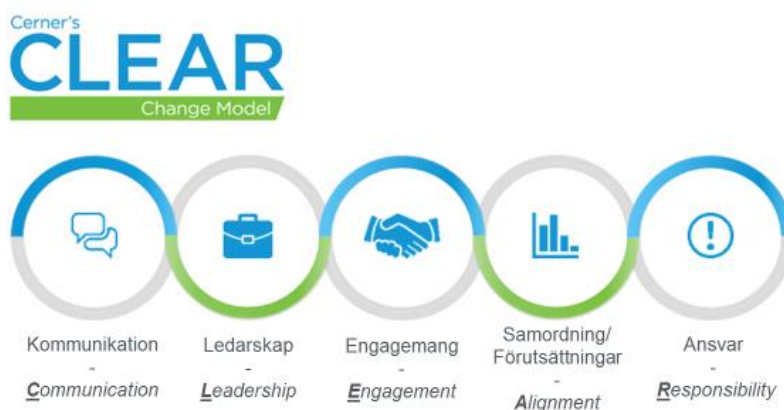 Cerner's
CLEAR
Change Model
Kommunikation
-
Communication
Ledarskap
-
Leadership
Engagemang
-
Engagement
Samordning/
Förutsättningar
-
Alignment
Ansvar
-
Responsibility